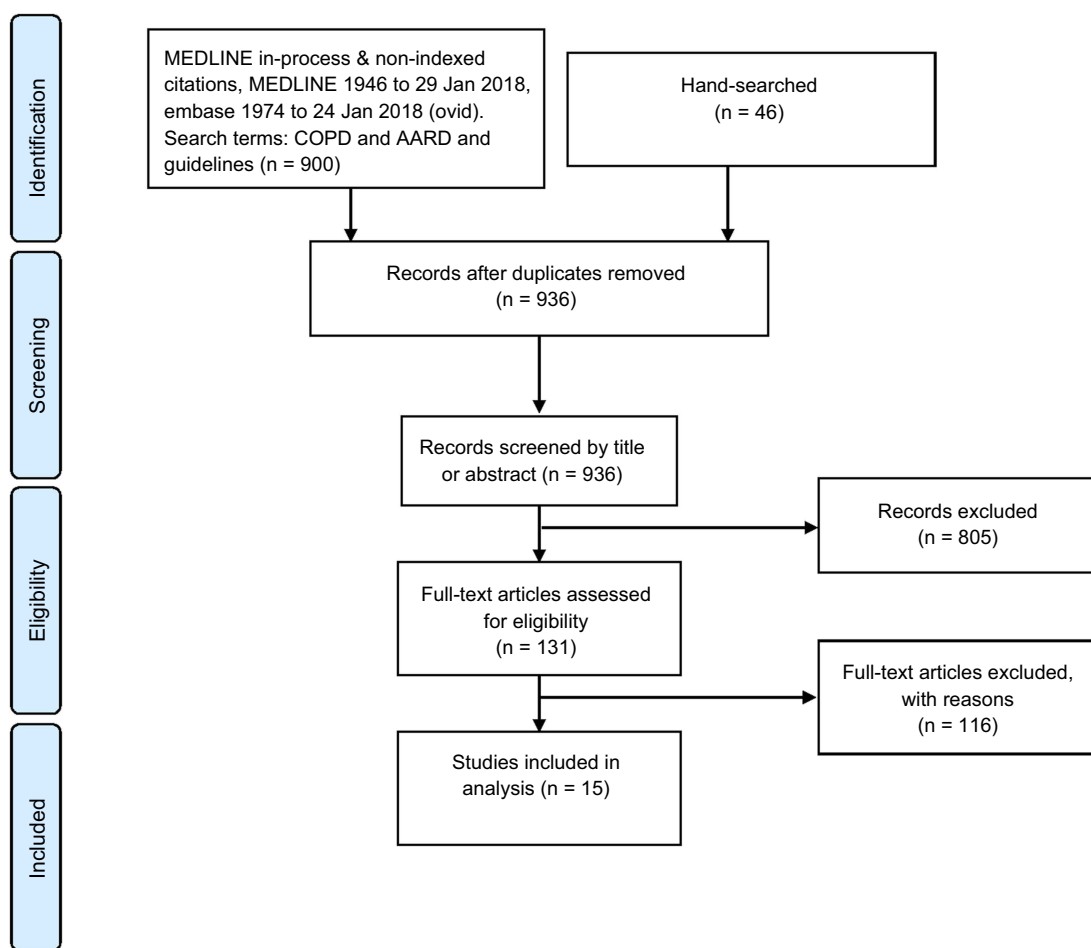 Identification
MEDLINE in-process & non-indexed
citations, MEDLINE 1946 to 29 Jan 2018,
embase 1974 to 24 Jan 2018 (ovid).
Search terms: COPD and AARD and
guidelines (n = 900)
Hand-searched
(n = 46)
Screening
Records after duplicates removed
(n = 936)
Records screened by title
or abstract (n = 936)
Records excluded
(n = 805)
Eligibility
Full-text articles assessed
for eligibility
(n = 131)
Full-text articles excluded,
with reasons
(n = 116)
Included
Studies included in
analysis (n = 15)